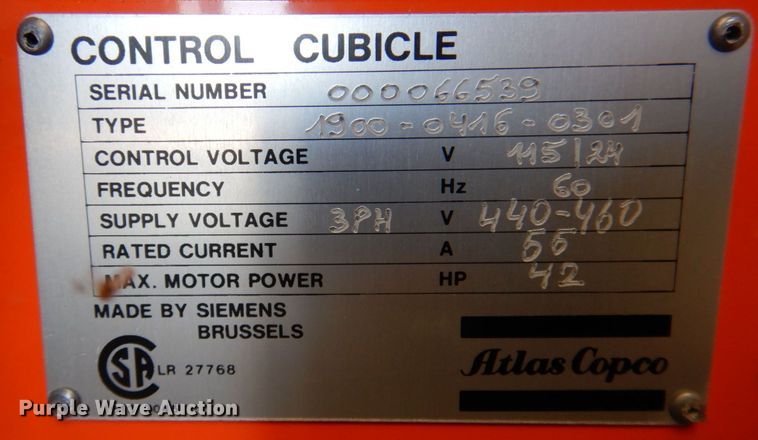 CONTROL CUBICLE
SERIAL NUMBER 000066539
TYPE 1900-0416-0301
CONTROL VOLTAGE V 115/24
FREQUENCY Hz 60
SUPPLY VOLTAGE 3PH V 440-460
RATED CURRENT A 56
MAX. MOTOR POWER HP 42
MADE BY SIEMENS
BRUSSELS
CSA LR 27768
Atlas Copco
Purple Wave Auction